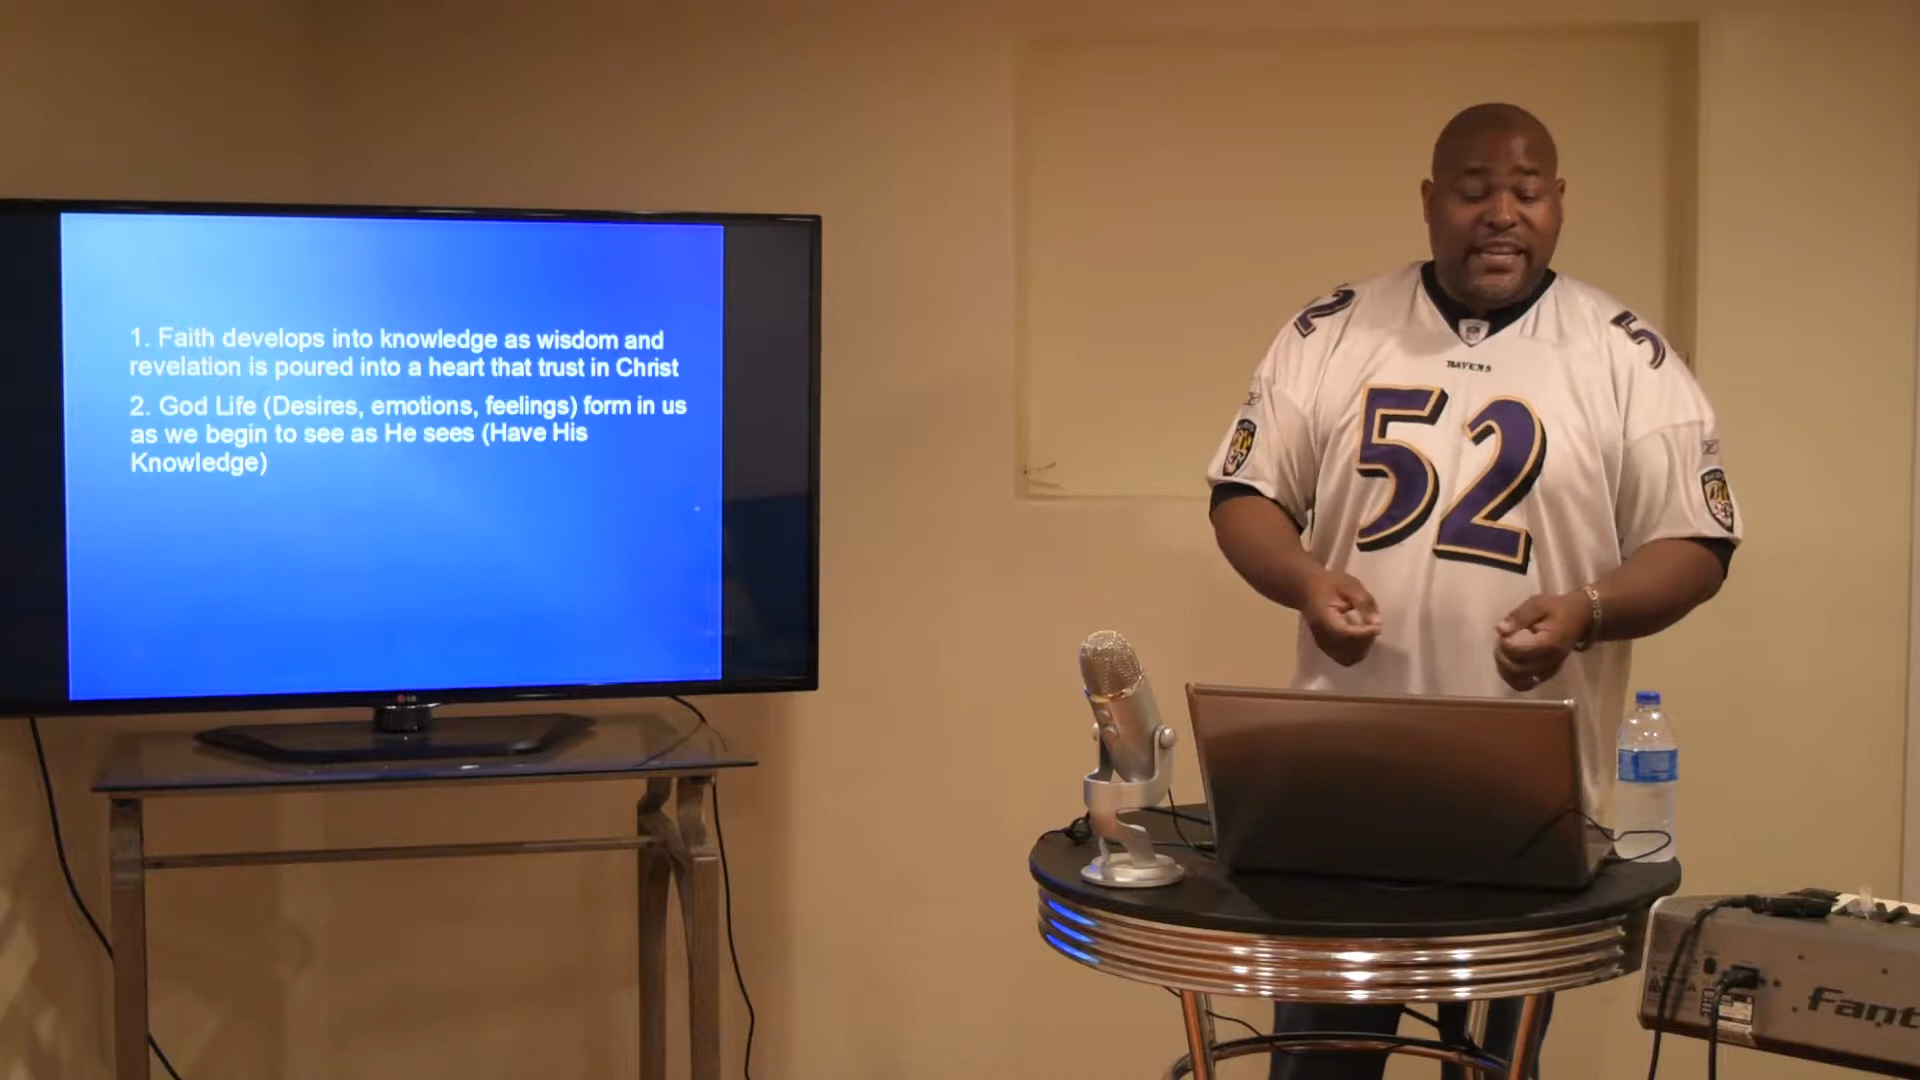 1. Faith develops into knowledge as wisdom and
revelation is poured into a heart that trust in Christ
2. God Life (Desires, emotions, feelings) form in us
as we begin to see as He sees (Have His
Knowledge)
LG
52
5
RAVENS
52
Fant